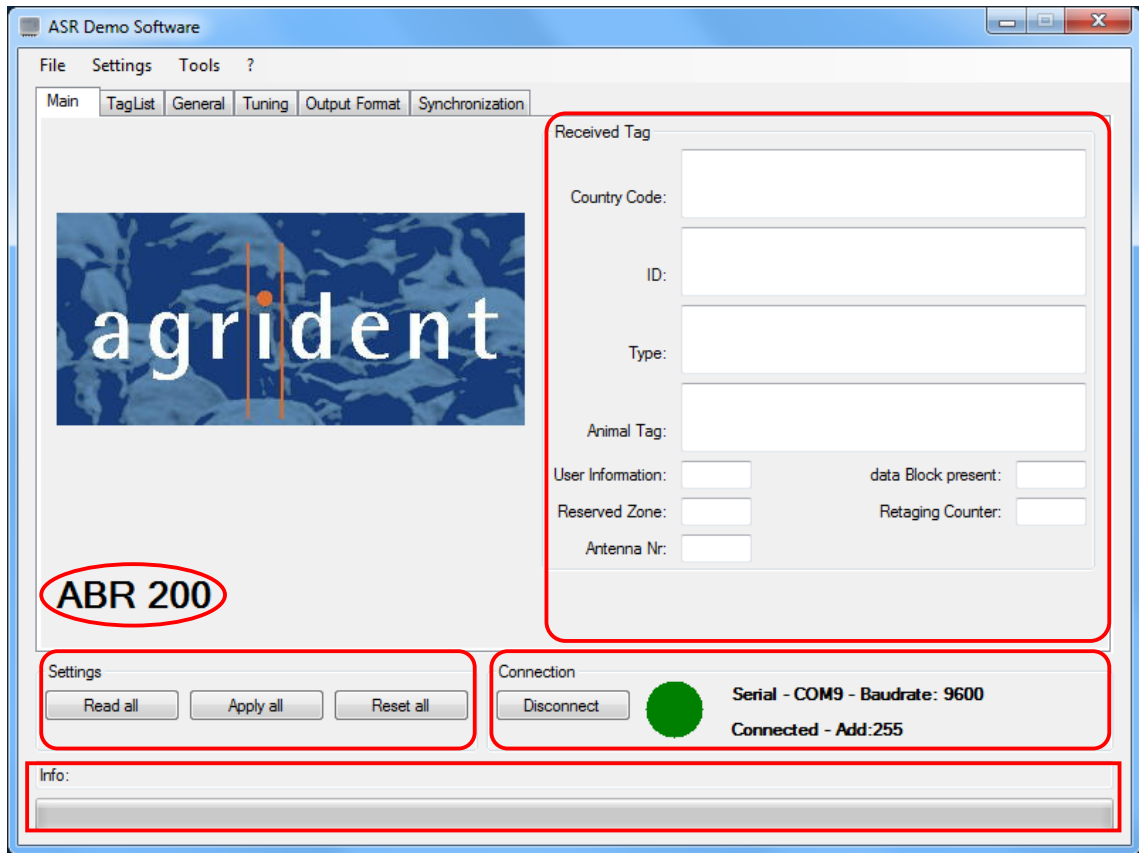 ASR Demo Software
File Settings Tools ?
Main TagList General Tuning Output Format Synchronization
Received Tag
Country Code:
ID:
Type:
Animal Tag:
User Information: data Block present:
Reserved Zone: Retaging Counter:
Antenna Nr:
agrident
ABR 200
Settings
Read all Apply all Reset all
Connection
Disconnect
Serial - COM9 - Baudrate: 9600
Connected - Add:255
Info: